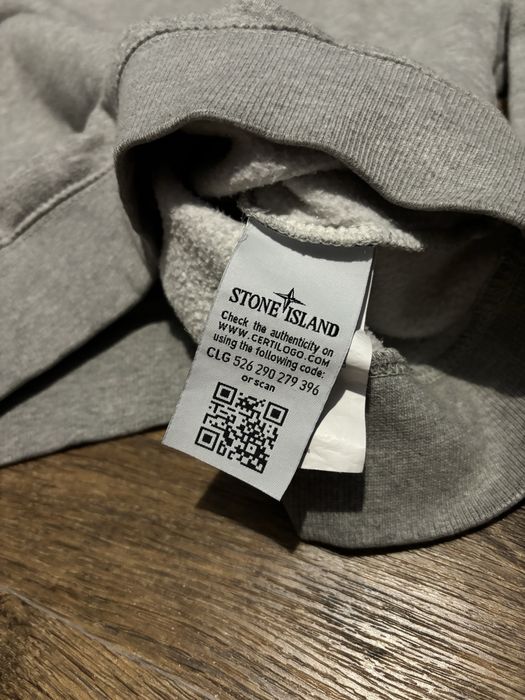 STONE ISLAND
Check the authenticity on
WWW.CERTILOGO.COM
using the following code:
CLG 526 290 279 396
or scan